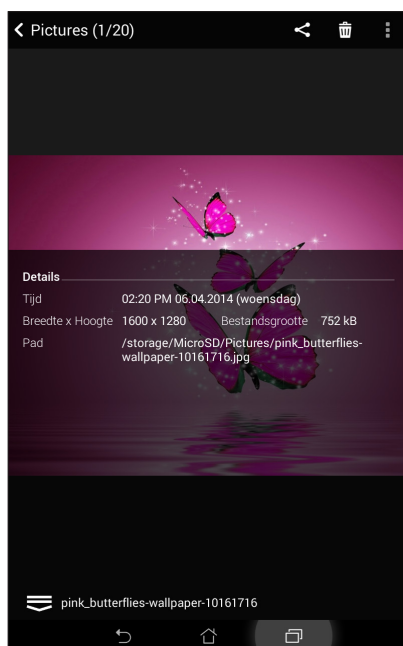 Pictures (1/20)
Details
Tijd 02:20 PM 06.04.2014 (woensdag)
Breedte x Hoogte 1600 x 1280 Bestandsgrootte 752 kB
Pad /storage/MicroSD/Pictures/pink_butterflies-
wallpaper-10161716.jpg
pink_butterflies-wallpaper-10161716